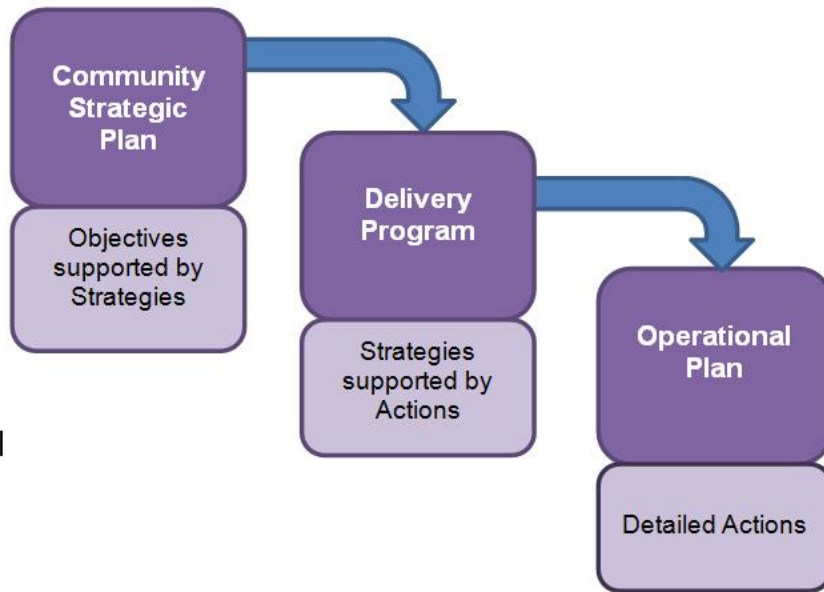 Community
Strategic
Plan
Objectives
supported by
Strategies
Delivery
Program
Strategies
supported by
Actions
Operational
Plan
Detailed Actions